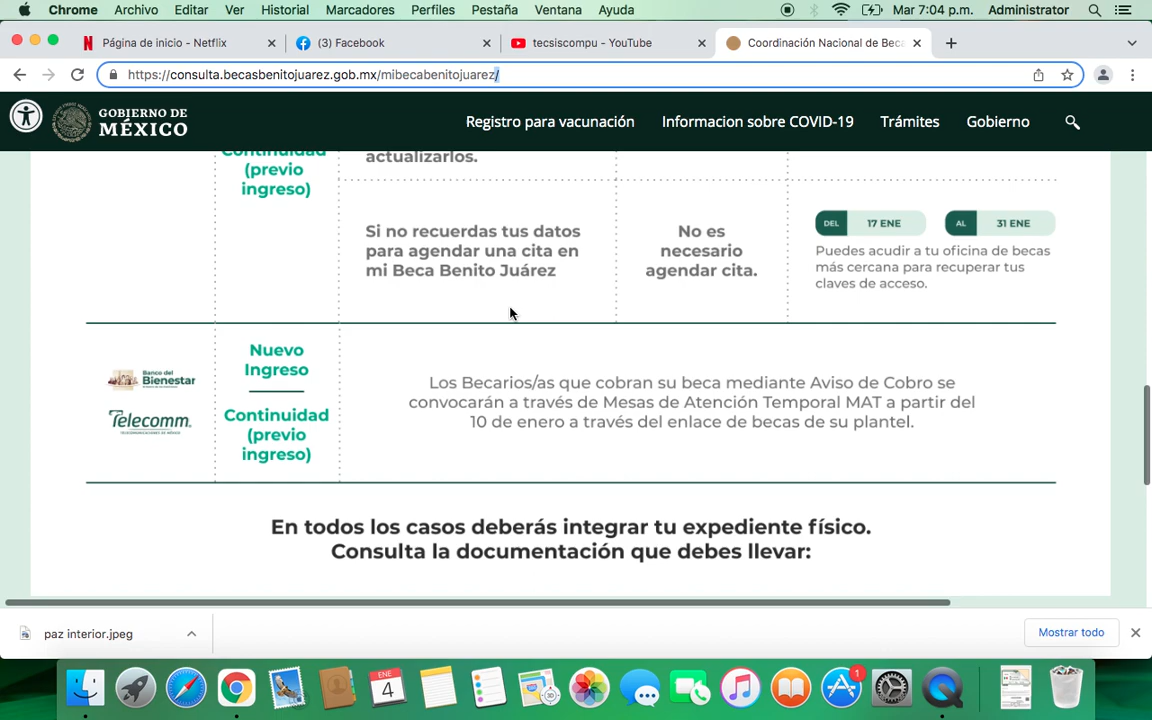 Chrome Archivo Editar Ver Historial Marcadores Perfiles Pestaña Ventana Ayuda Mar 7:04 p.m. Administrator
Página de inicio - Netflix
(3) Facebook
tecsiscompu - YouTube
Coordinación Nacional de Beca
https://consulta.becasbenitojuarez.gob.mx/mibecabenitojuarez/
GOBIERNO DE
MÉXICO
Registro para vacunación Informacion sobre COVID-19 Trámites Gobierno
Continuidad
(previo
ingreso)
actualizarlos.
Si no recuerdas tus datos
para agendar una cita en
mi Beca Benito Juárez
No es
necesario
agendar cita.
DEL 17 ENE AL 31 ENE
Puedes acudir a tu oficina de becas
más cercana para recuperar tus
claves de acceso.
Banco del
Bienestar
Telecomm.
Nuevo
Ingreso
Continuidad
(previo
ingreso)
Los Becarios/as que cobran su beca mediante Aviso de Cobro se
convocarán a través de Mesas de Atención Temporal MAT a partir del
10 de enero a través del enlace de becas de su plantel.
En todos los casos deberás integrar tu expediente físico.
Consulta la documentación que debes llevar:
paz interior.jpeg
Mostrar todo
ENE
4
3D
1